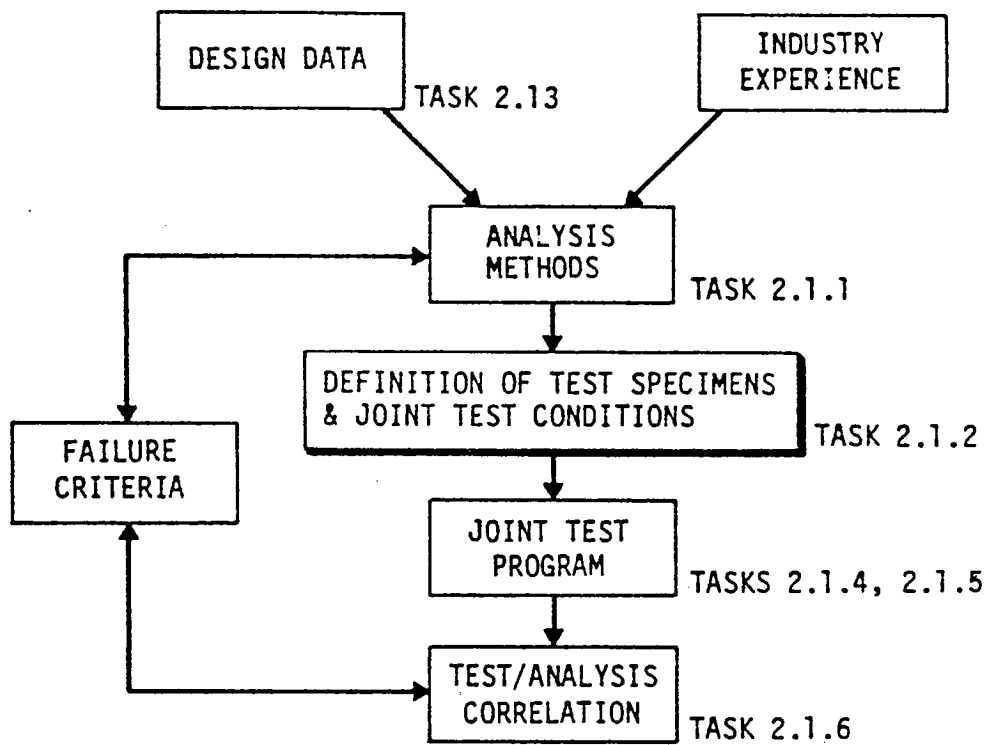 DESIGN DATA
TASK 2.13
INDUSTRY
EXPERIENCE
ANALYSIS
METHODS
TASK 2.1.1
DEFINITION OF TEST SPECIMENS
& JOINT TEST CONDITIONS
TASK 2.1.2
FAILURE
CRITERIA
JOINT TEST
PROGRAM
TASKS 2.1.4, 2.1.5
TEST/ANALYSIS
CORRELATION
TASK 2.1.6